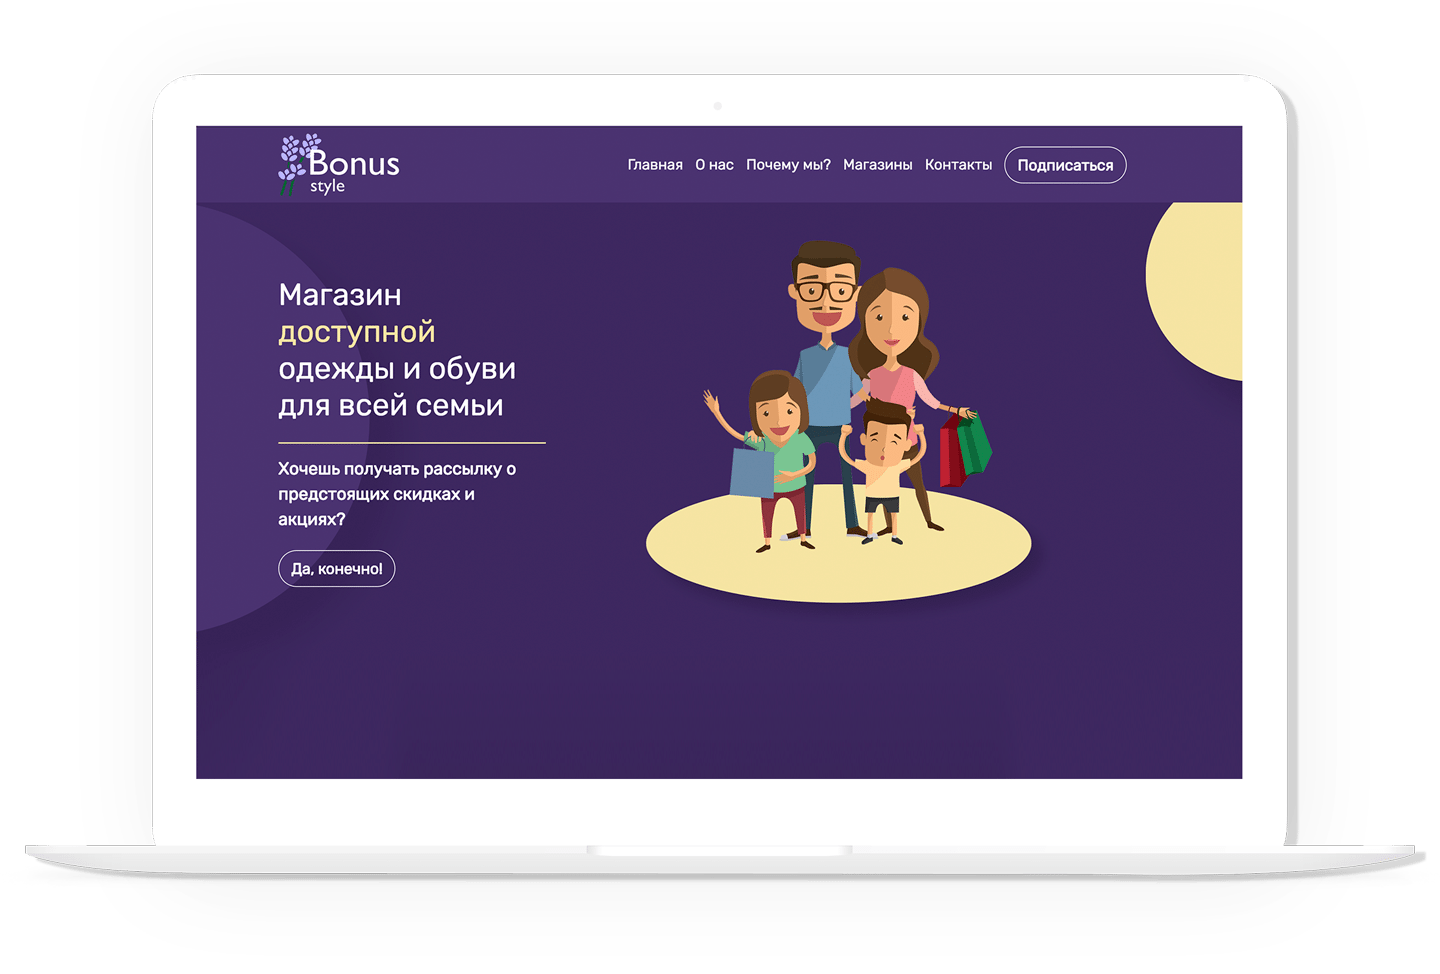 Bonus
style
Главная О нас Почему мы? Магазины Контакты Подписаться
Магазин
доступной
одежды и обуви
для всей семьи
Хочешь получать рассылку о
предстоящих скидках и
акциях?
Да, конечно!